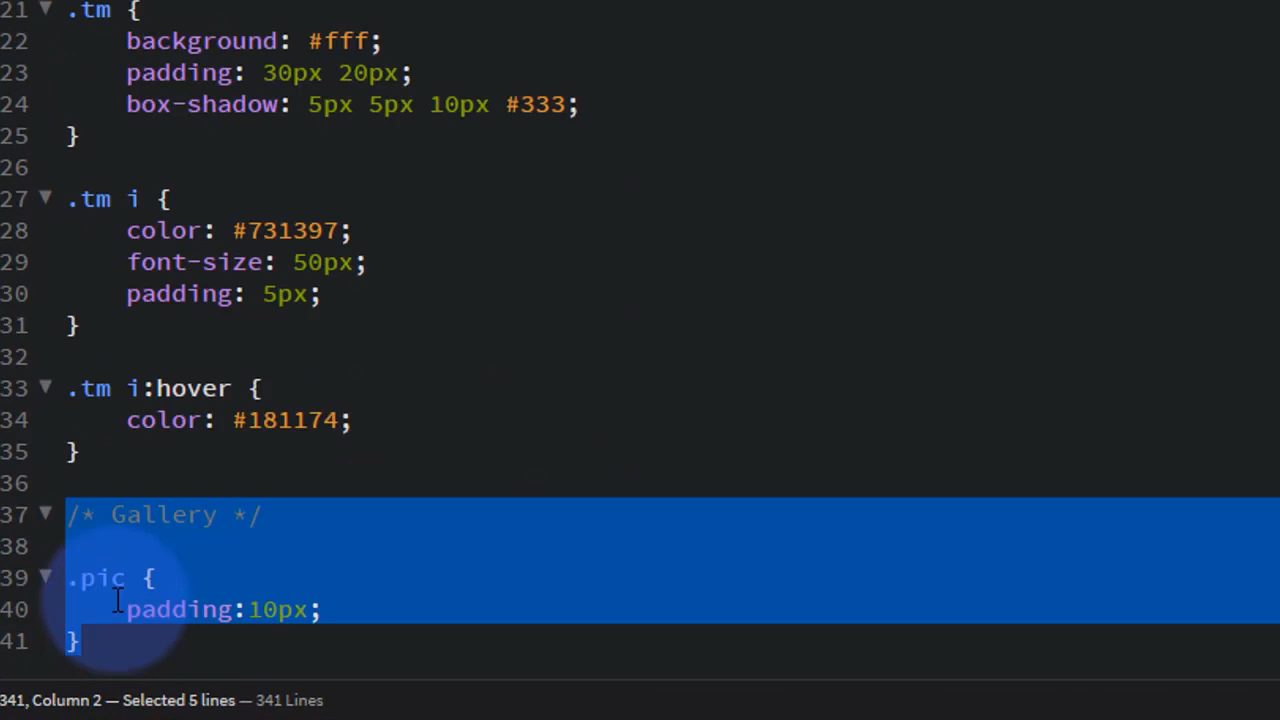 21 .tm {
22 background: #fff;
23 padding: 30px 20px;
24 box-shadow: 5px 5px 10px #333;
25 }
26
27 .tm i {
28 color: #731397;
29 font-size: 50px;
30 padding: 5px;
31 }
32
33 .tm i:hover {
34 color: #181174;
35 }
36
37 /* Gallery */
38
39 .pic {
40 padding:10px;
41 }
341, Column 2 — Selected 5 lines — 341 Lines